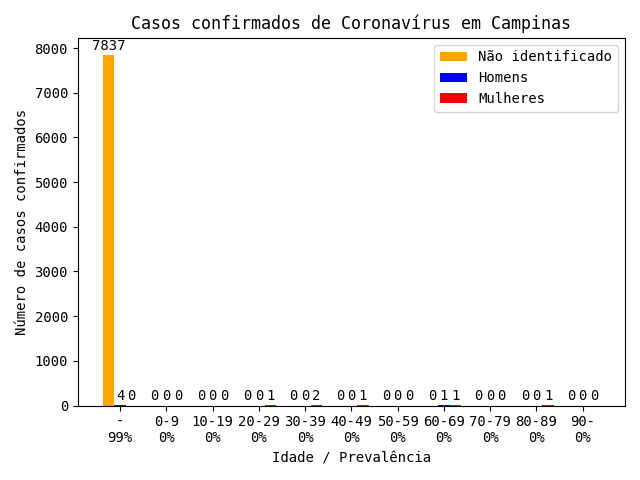 Casos confirmados de Coronavírus em Campinas
Não identificado
Homens
Mulheres
Número de casos confirmados
8000
7000
6000
5000
4000
3000
2000
1000
0
7837 4 0 0 0 0 0 0 0 0 0 1 0 0 2 0 0 1 0 0 0 0 1 1 0 0 0 0 0 1 0 0 0
- 0-9 10-19 20-29 30-39 40-49 50-59 60-69 70-79 80-89 90-
99% 0% 0% 0% 0% 0% 0% 0% 0% 0% 0%
Idade / Prevalência